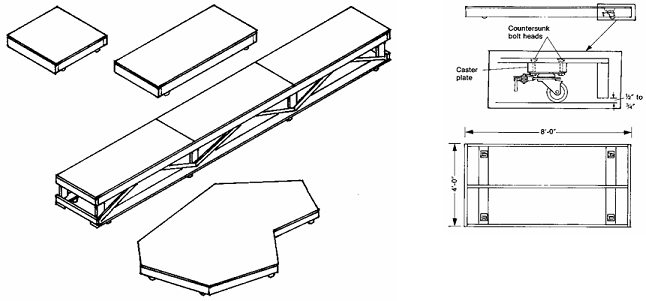 Countersunk
bolt heads
Caster
plate
½" to
¾"
8'-0"
4'-0"